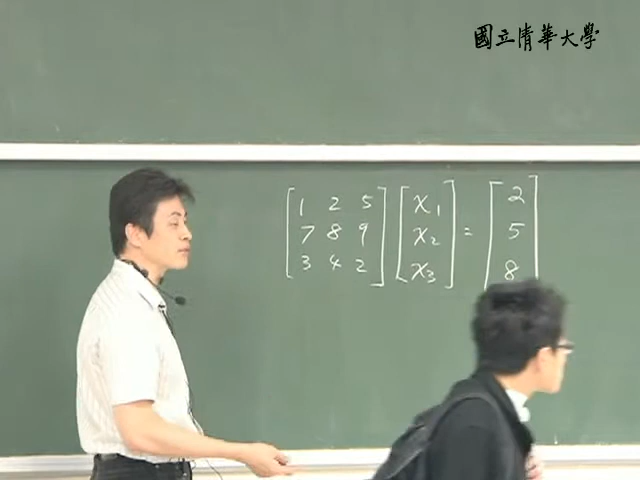 國立清華大學
[1 2 5] [x₁] [2]
[7 8 9] [x₂] = [5]
[3 4 2] [x₃] [8]